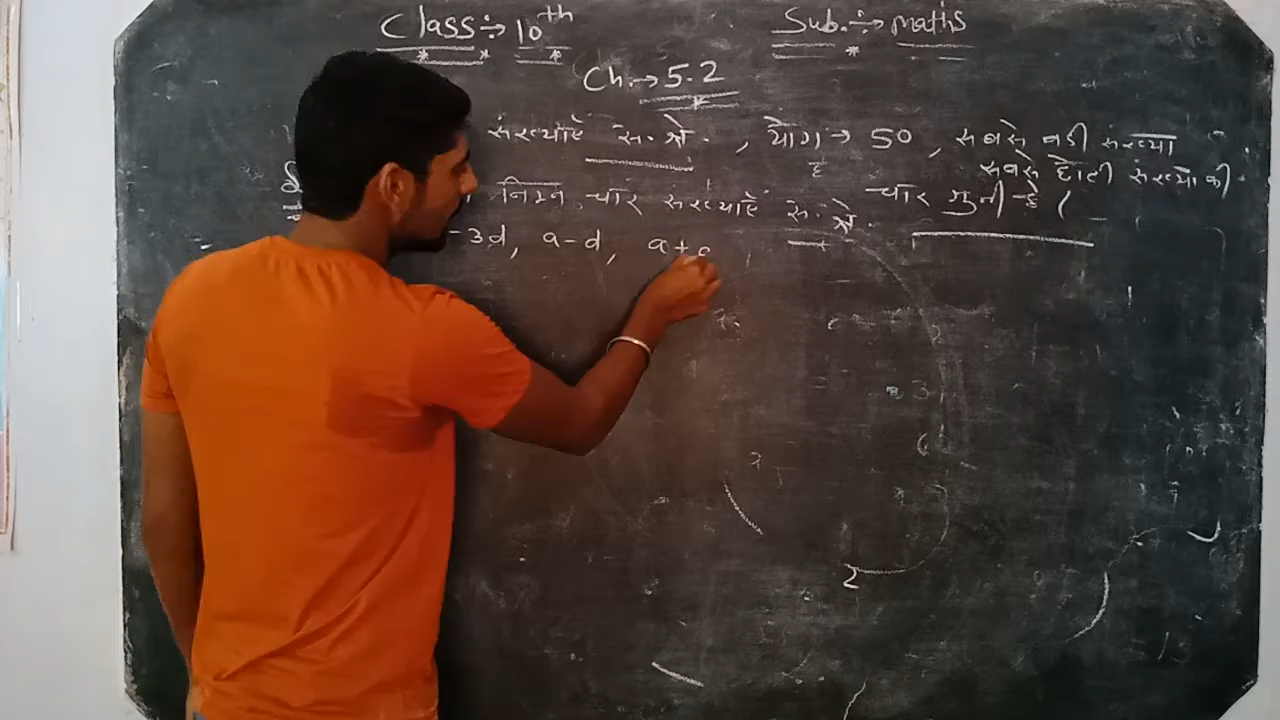 Class ÷ 10th
Sub. ÷→ maths
Ch. → 5.2
संख्याएँ स. श्रे. , योग → 50 , सबसे बडी संख्या
है सबसे छोटी संख्या की
चार गुनी है ।
निम्न चार संख्याएँ स. श्रे.
-3d, a-d, a+